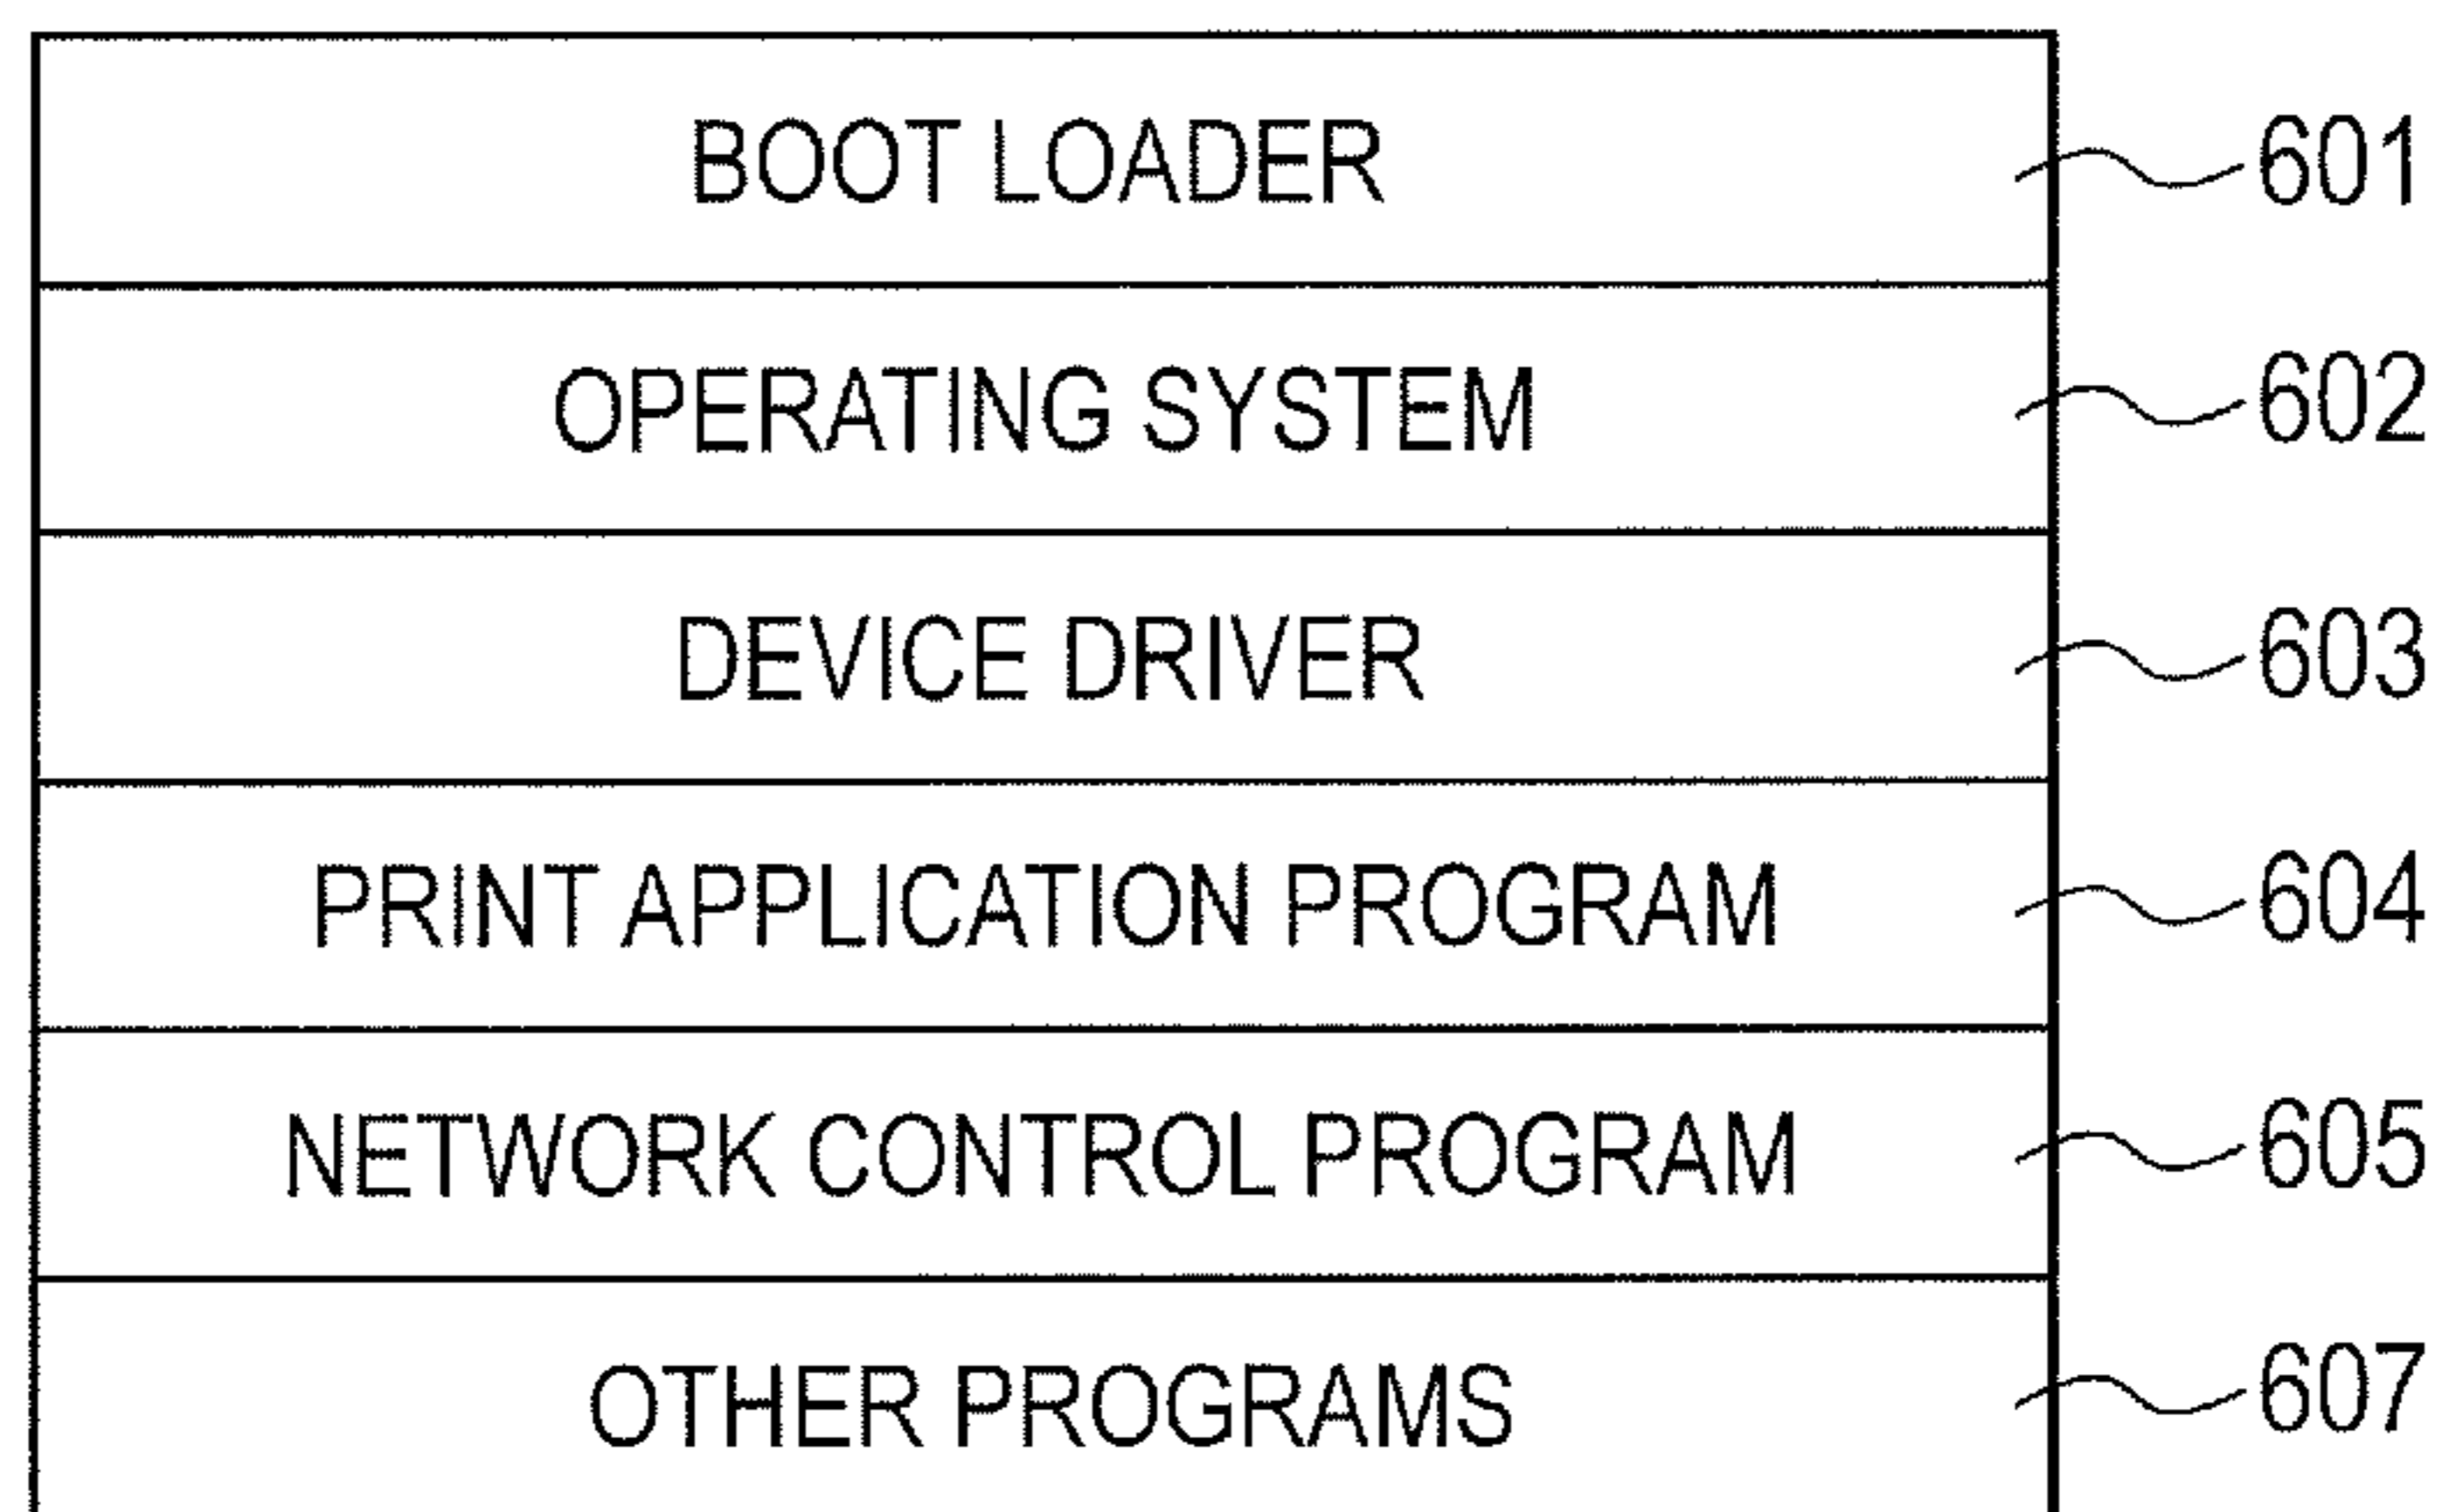 BOOT LOADER 601
OPERATING SYSTEM 602
DEVICE DRIVER 603
PRINT APPLICATION PROGRAM 604
NETWORK CONTROL PROGRAM 605
OTHER PROGRAMS 607